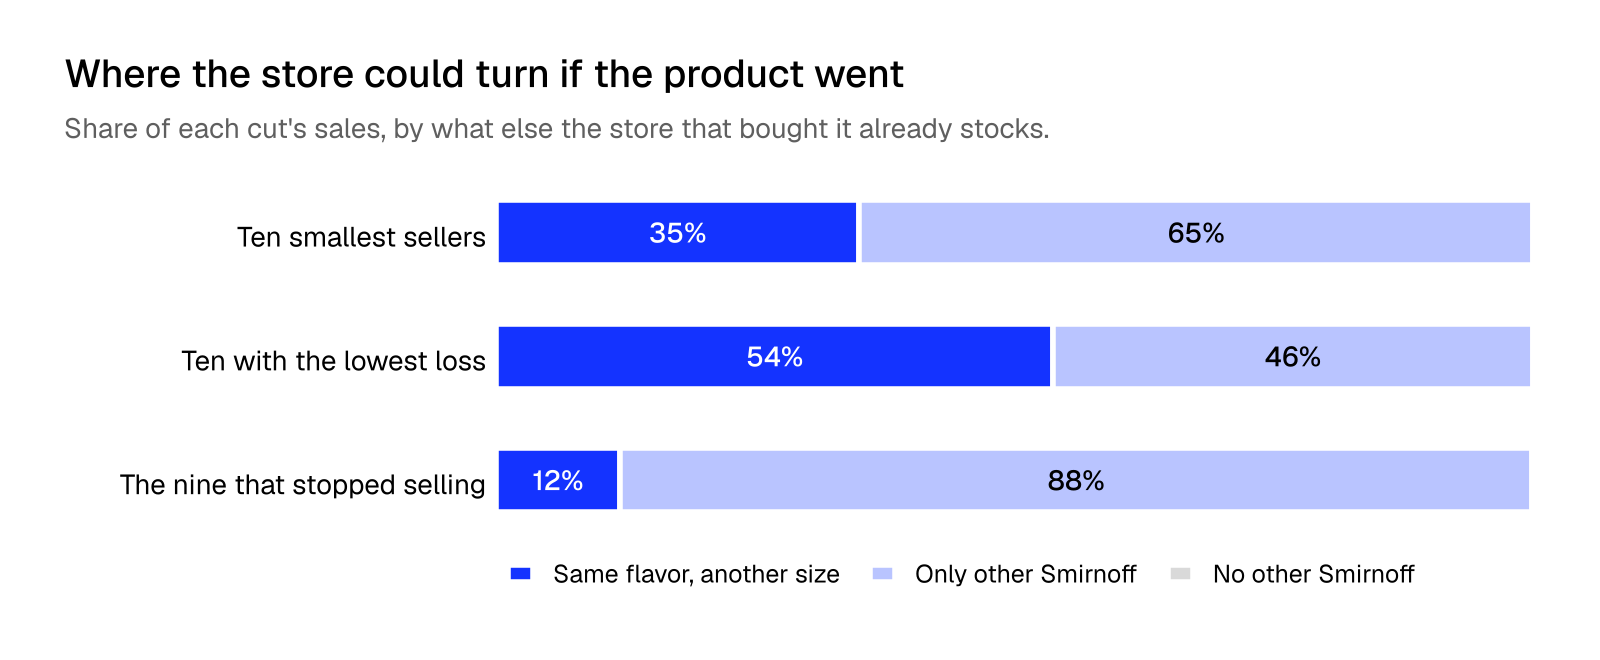 Where the store could turn if the product went
Share of each cut's sales, by what else the store that bought it already stocks.
Ten smallest sellers 35% 65%
Ten with the lowest loss 54% 46%
The nine that stopped selling 12% 88%
Same flavor, another size Only other Smirnoff No other Smirnoff